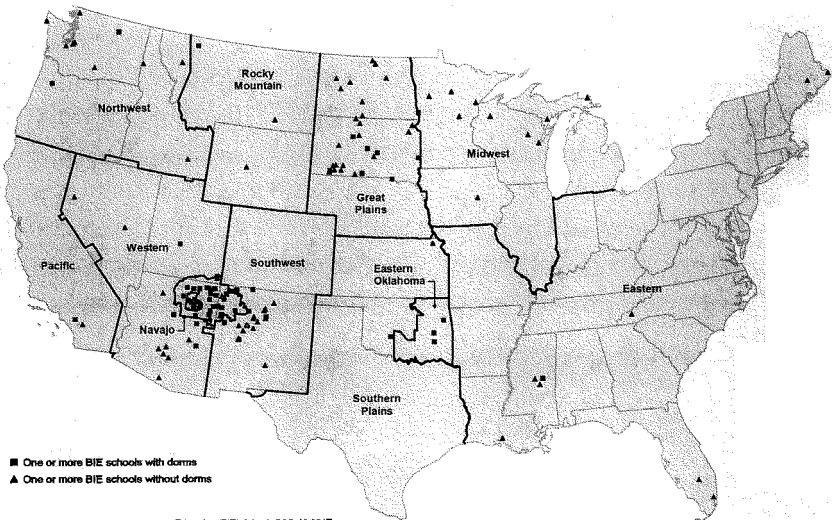 Rocky
Mountain
Northwest
Midwest
Great
Plains
Western
Southwest
Pacific
Eastern
Oklahoma
Eastern
Navajo
Southern
Plains
One or more BIE schools with dorms
One or more BIE schools without dorms